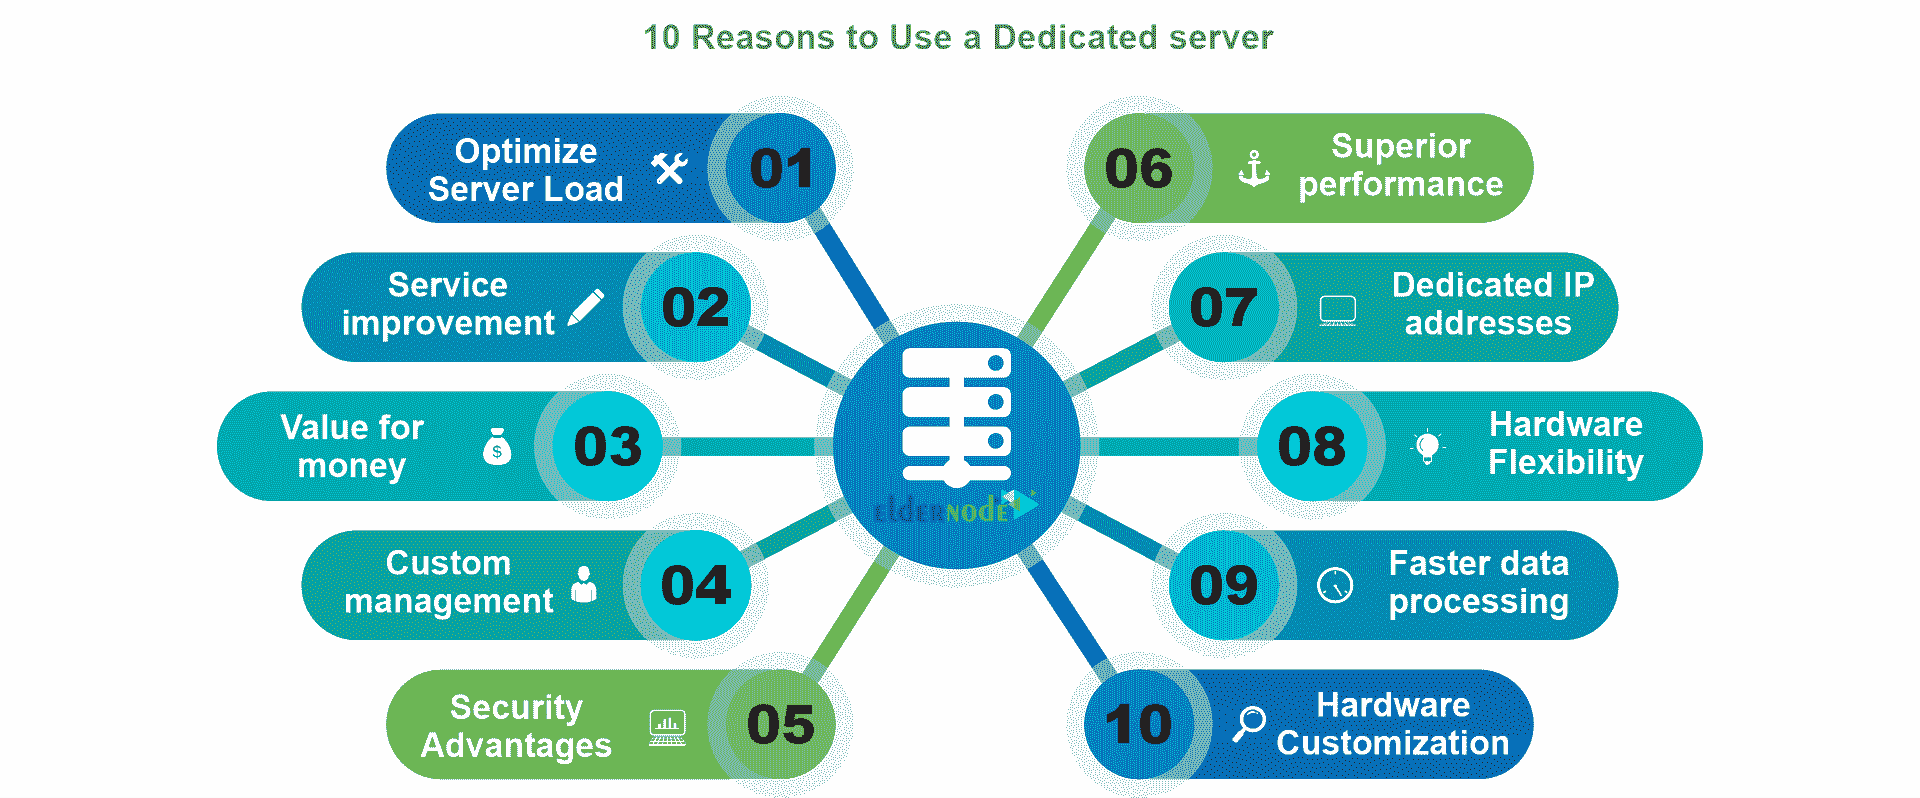 10 Reasons to Use a Dedicated server
Optimize
Server Load
01
Service
improvement
02
Value for
money
$
03
Custom
management
04
Security
Advantages
05
ELdERNODE
06
Superior
performance
07
Dedicated IP
addresses
08
Hardware
Flexibility
09
Faster data
processing
10
Hardware
Customization